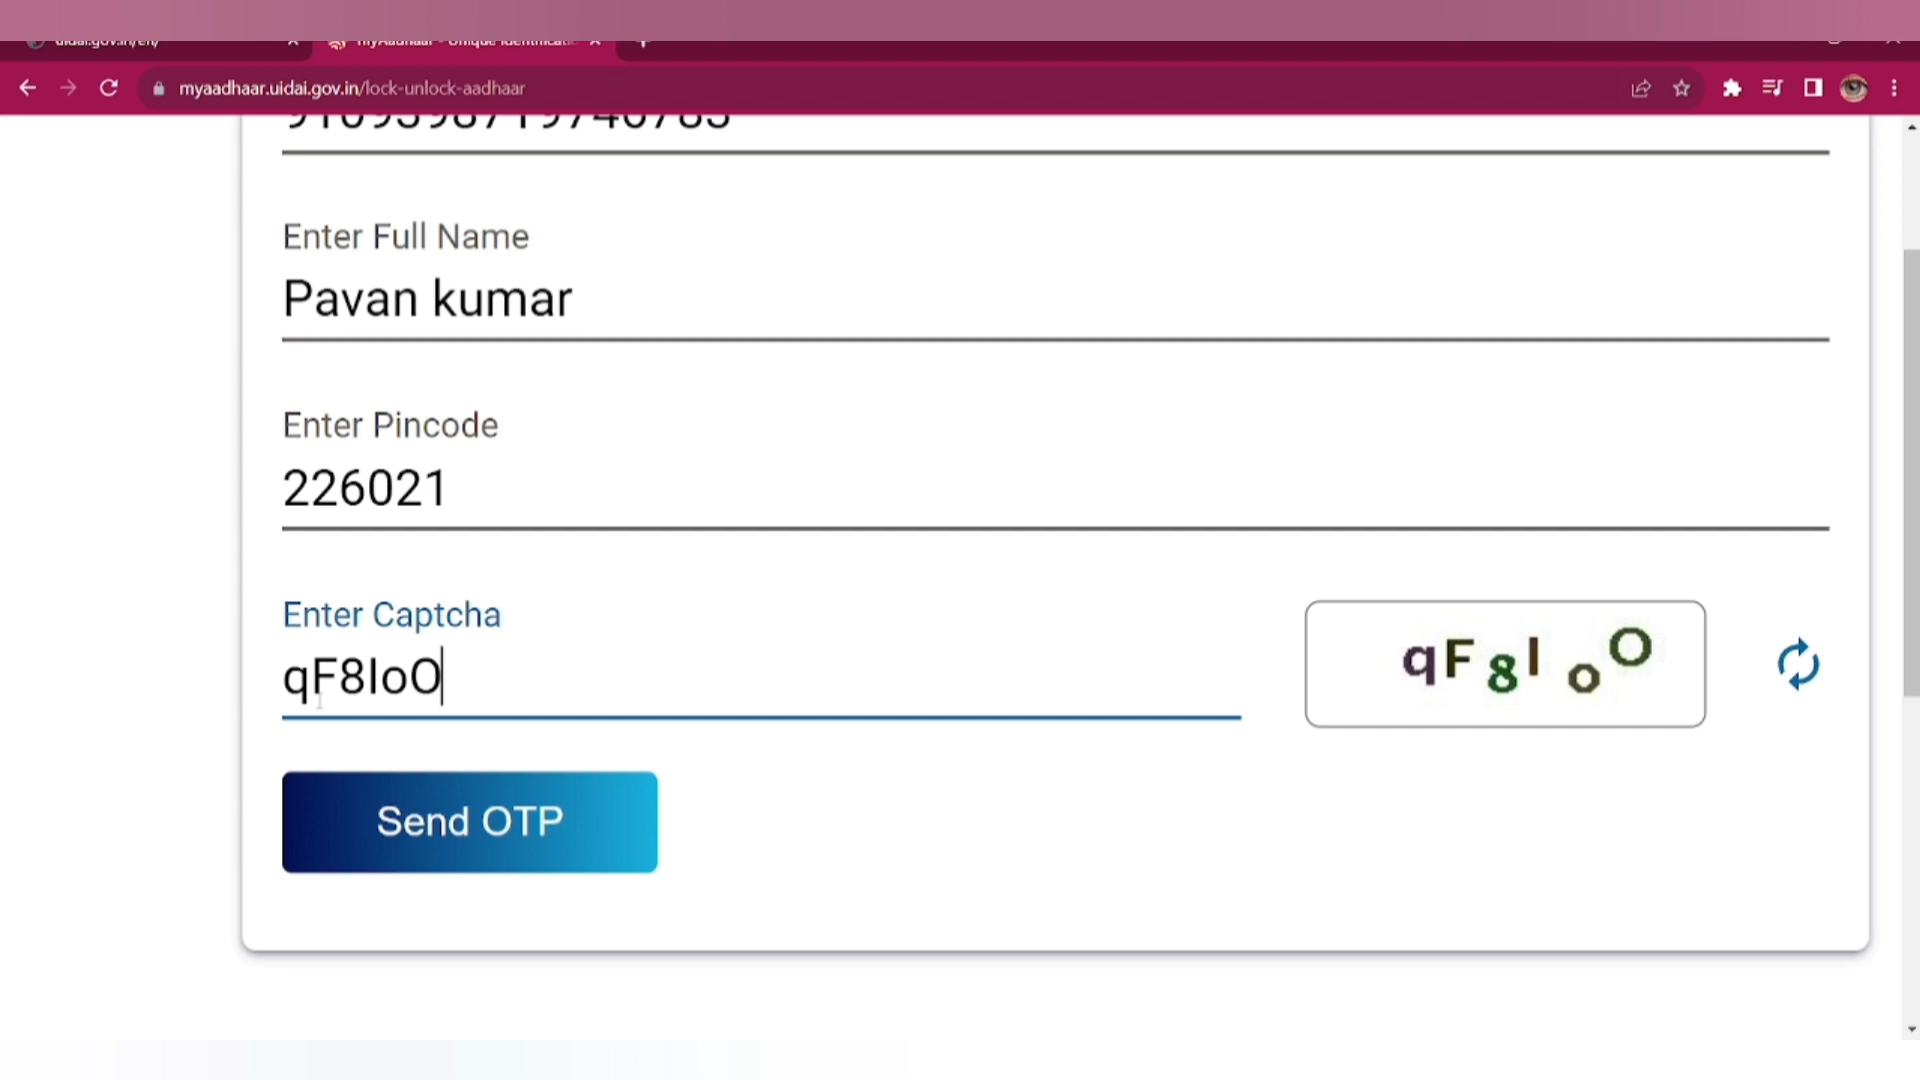 myaadhaar.uidai.gov.in/lock-unlock-aadhaar
Enter Full Name
Pavan kumar
Enter Pincode
226021
Enter Captcha
qF8IoO
qF8IoO
Send OTP